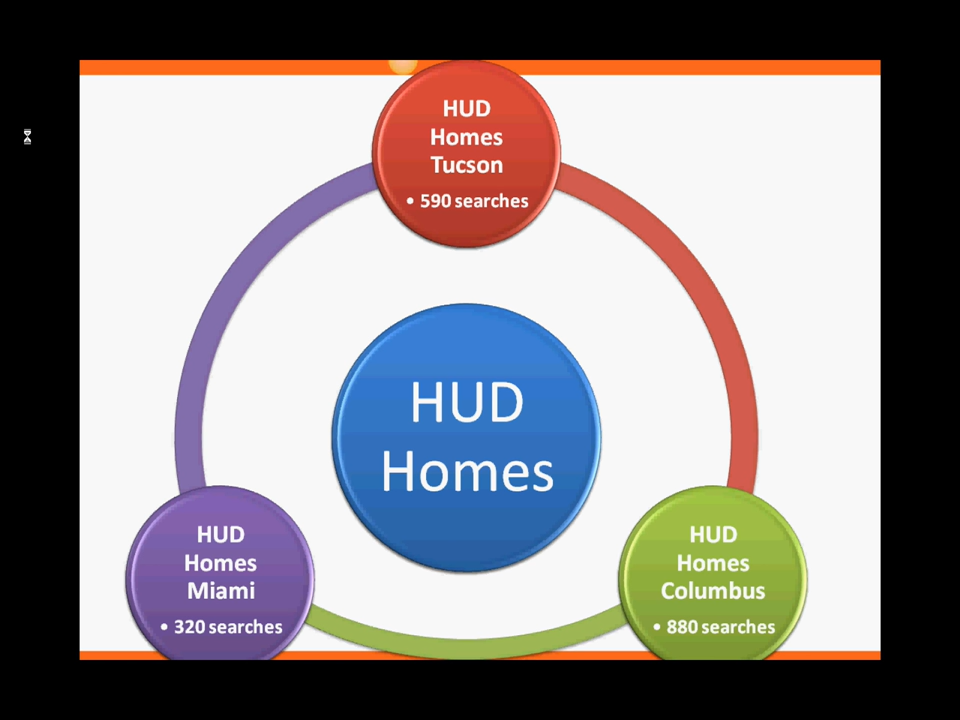 HUD
Homes
Tucson
• 590 searches
HUD
Homes
HUD
Homes
Miami
• 320 searches
HUD
Homes
Columbus
• 880 searches